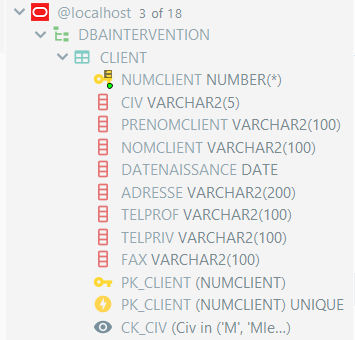 @localhost 3 of 18
DBAINTERVENTION
CLIENT
NUMCLIENT NUMBER(*)
CIV VARCHAR2(5)
PRENOMCLIENT VARCHAR2(100)
NOMCLIENT VARCHAR2(100)
DATENAISSANCE DATE
ADRESSE VARCHAR2(200)
TELPROF VARCHAR2(100)
TELPRIV VARCHAR2(100)
FAX VARCHAR2(100)
PK_CLIENT (NUMCLIENT)
PK_CLIENT (NUMCLIENT) UNIQUE
CK_CIV (Civ in ('M', 'Mle...)